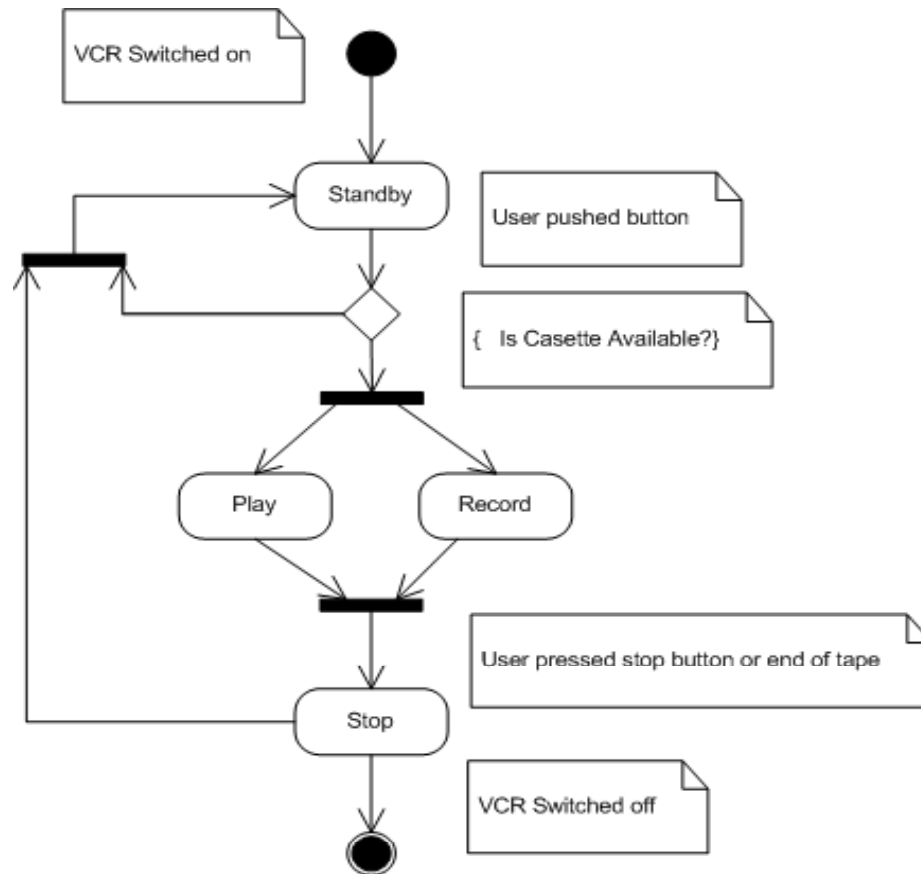 VCR Switched on
Standby
User pushed button
{ Is Casette Available?}
Play
Record
User pressed stop button or end of tape
Stop
VCR Switched off